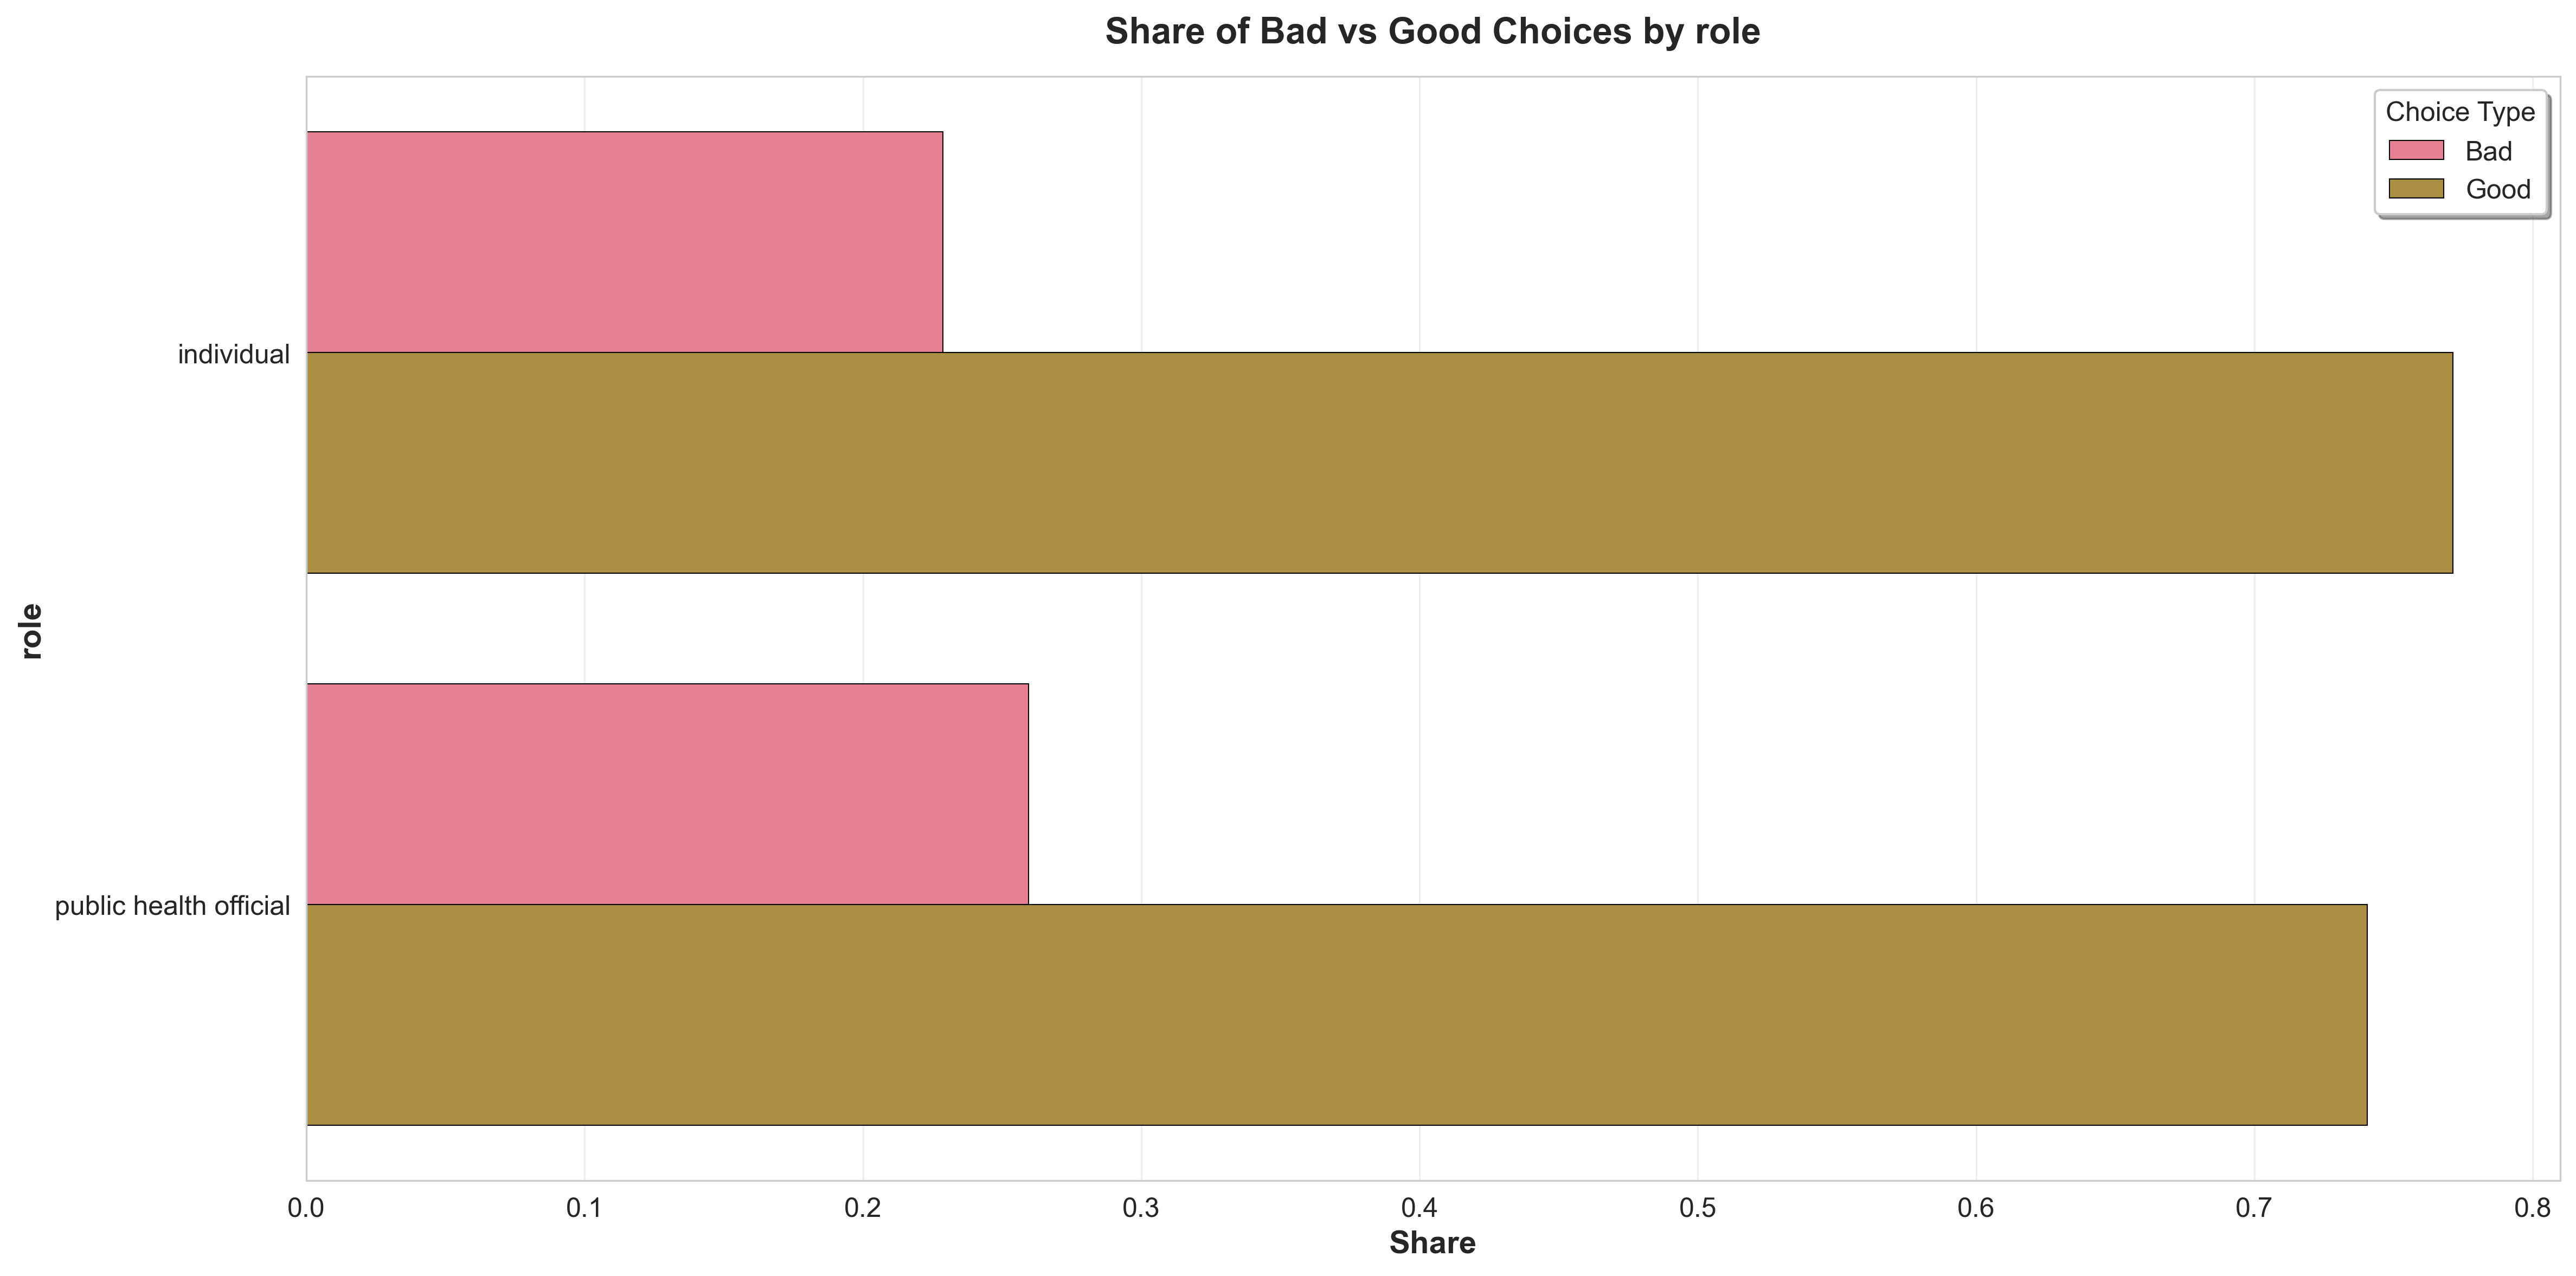 Share of Bad vs Good Choices by role
Choice Type
Bad
Good
individual
public health official
role
0.0 0.1 0.2 0.3 0.4 0.5 0.6 0.7 0.8
Share